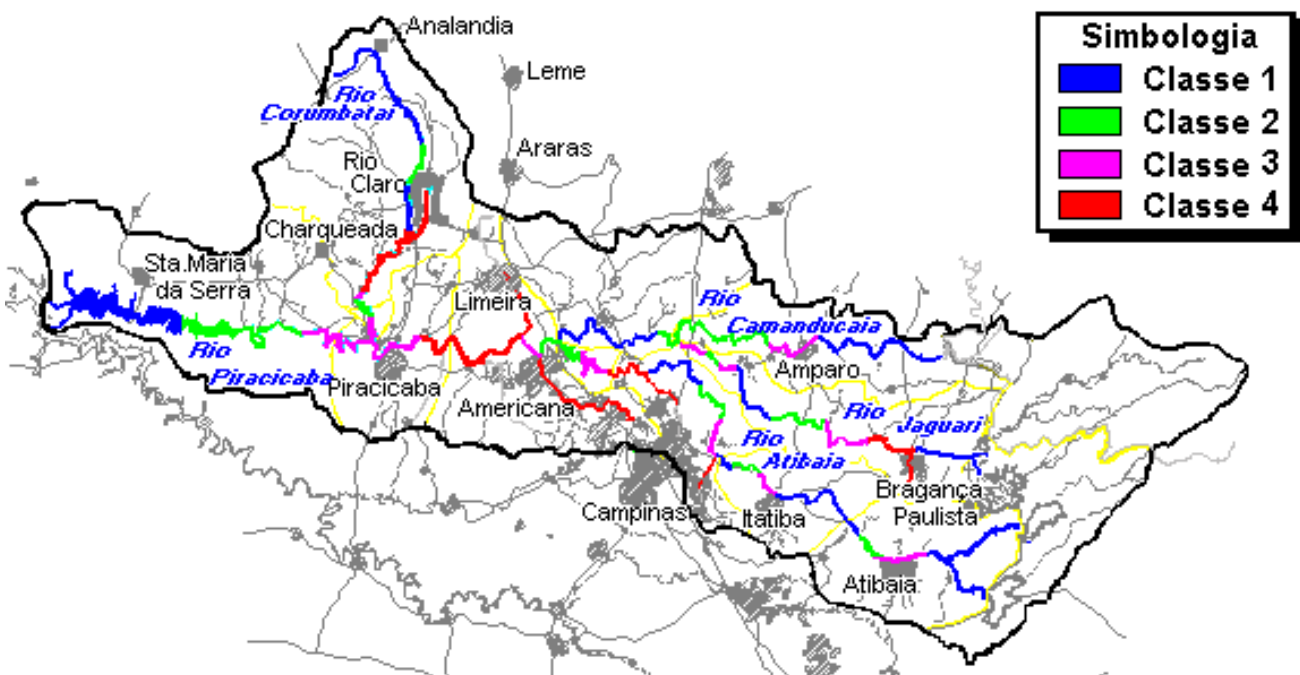 Simbologia
Classe 1
Classe 2
Classe 3
Classe 4
Analandia
Leme
Rio
Corumbatai
Araras
Rio
Claro
Charqueada
Sta.Maria
da Serra
Limeira
Rio
Camanducaia
Rio
Piracicaba
Piracicaba
Amparo
Americana
Rio
Jaguari
Rio
Atibaia
Bragança
Paulista
Campinas
Itatiba
Atibaia